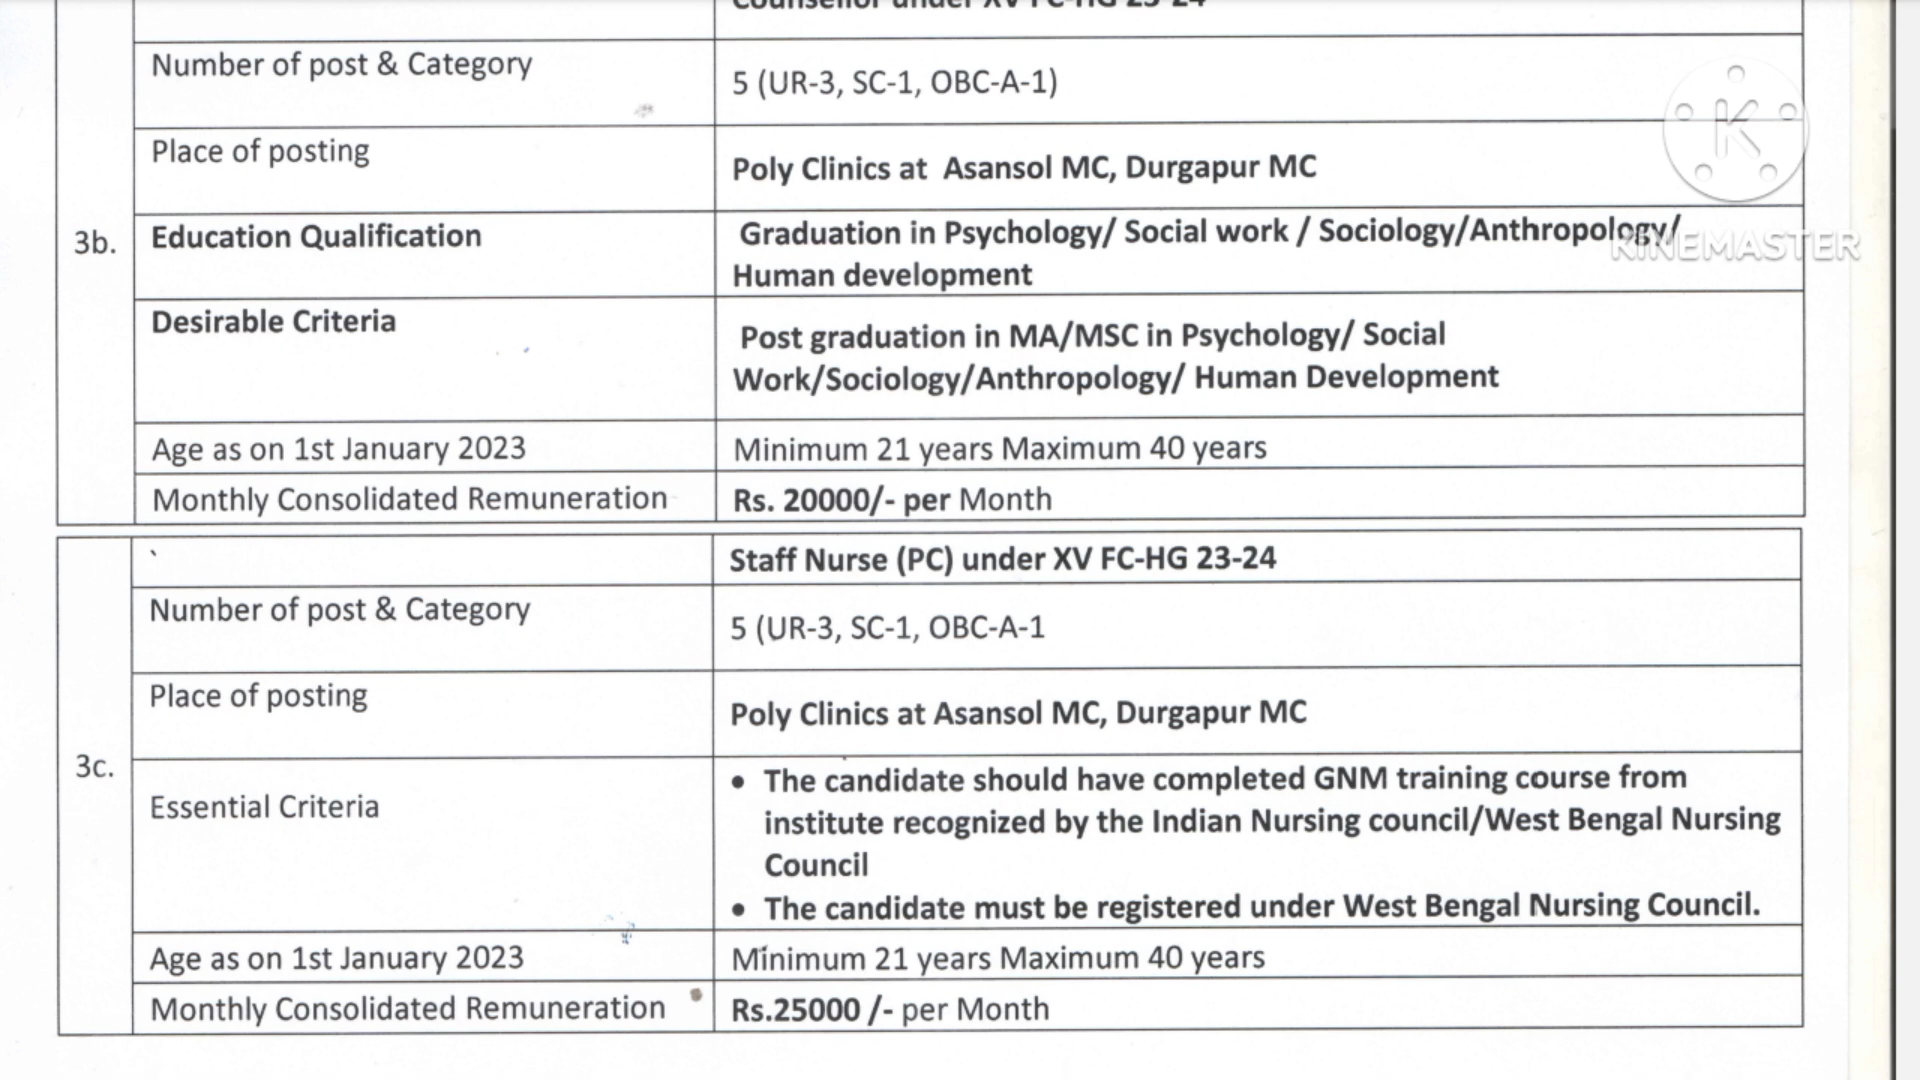 Counsellor under XV FC-HG 23-24
Number of post & Category
5 (UR-3, SC-1, OBC-A-1)
Place of posting
Poly Clinics at Asansol MC, Durgapur MC
3b.
Education Qualification
Graduation in Psychology/ Social work / Sociology/Anthropology/
Human development
KINEMASTER
Desirable Criteria
Post graduation in MA/MSC in Psychology/ Social
Work/Sociology/Anthropology/ Human Development
Age as on 1st January 2023
Minimum 21 years Maximum 40 years
Monthly Consolidated Remuneration
Rs. 20000/- per Month
Staff Nurse (PC) under XV FC-HG 23-24
Number of post & Category
5 (UR-3, SC-1, OBC-A-1
Place of posting
Poly Clinics at Asansol MC, Durgapur MC
3c.
Essential Criteria
• The candidate should have completed GNM training course from
institute recognized by the Indian Nursing council/West Bengal Nursing
Council
• The candidate must be registered under West Bengal Nursing Council.
Age as on 1st January 2023
Minimum 21 years Maximum 40 years
Monthly Consolidated Remuneration
Rs.25000 /- per Month